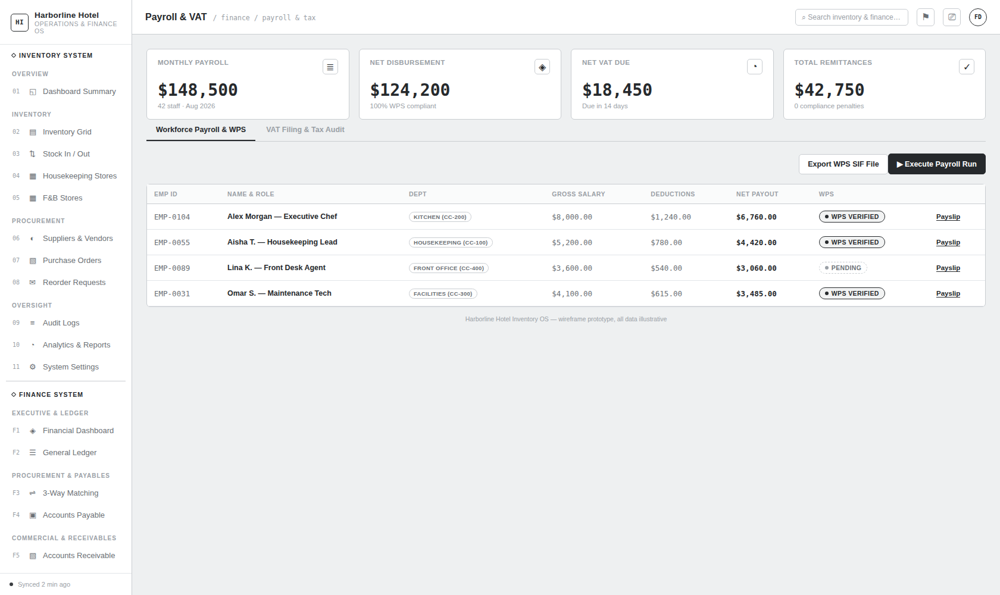 HI
Harborline Hotel
OPERATIONS & FINANCE
OS
◇ INVENTORY SYSTEM
OVERVIEW
01 Dashboard Summary
INVENTORY
02 Inventory Grid
03 Stock In / Out
04 Housekeeping Stores
05 F&B Stores
PROCUREMENT
06 Suppliers & Vendors
07 Purchase Orders
08 Reorder Requests
OVERSIGHT
09 Audit Logs
10 Analytics & Reports
11 System Settings
◇ FINANCE SYSTEM
EXECUTIVE & LEDGER
F1 Financial Dashboard
F2 General Ledger
PROCUREMENT & PAYABLES
F3 3-Way Matching
F4 Accounts Payable
COMMERCIAL & RECEIVABLES
F5 Accounts Receivable
Synced 2 min ago
Payroll & VAT / finance / payroll & tax
Search inventory & finance…
FD
MONTHLY PAYROLL
$148,500
42 staff · Aug 2026
NET DISBURSEMENT
$124,200
100% WPS compliant
NET VAT DUE
$18,450
Due in 14 days
TOTAL REMITTANCES
$42,750
0 compliance penalties
Workforce Payroll & WPS VAT Filing & Tax Audit
Export WPS SIF File ▶ Execute Payroll Run
EMP ID NAME & ROLE DEPT GROSS SALARY DEDUCTIONS NET PAYOUT WPS
EMP-0104 Alex Morgan — Executive Chef KITCHEN (CC-200) $8,000.00 $1,240.00 $6,760.00 WPS VERIFIED Payslip
EMP-0055 Aisha T. — Housekeeping Lead HOUSEKEEPING (CC-100) $5,200.00 $780.00 $4,420.00 WPS VERIFIED Payslip
EMP-0089 Lina K. — Front Desk Agent FRONT OFFICE (CC-400) $3,600.00 $540.00 $3,060.00 PENDING Payslip
EMP-0031 Omar S. — Maintenance Tech FACILITIES (CC-300) $4,100.00 $615.00 $3,485.00 WPS VERIFIED Payslip
Harborline Hotel Inventory OS — wireframe prototype, all data illustrative